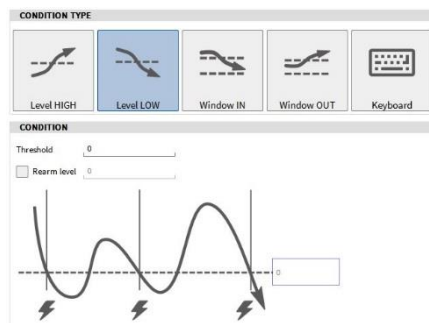 CONDITION TYPE
Level HIGH
Level LOW
Window IN
Window OUT
Keyboard
CONDITION
Threshold 0
Rearm level 0
0